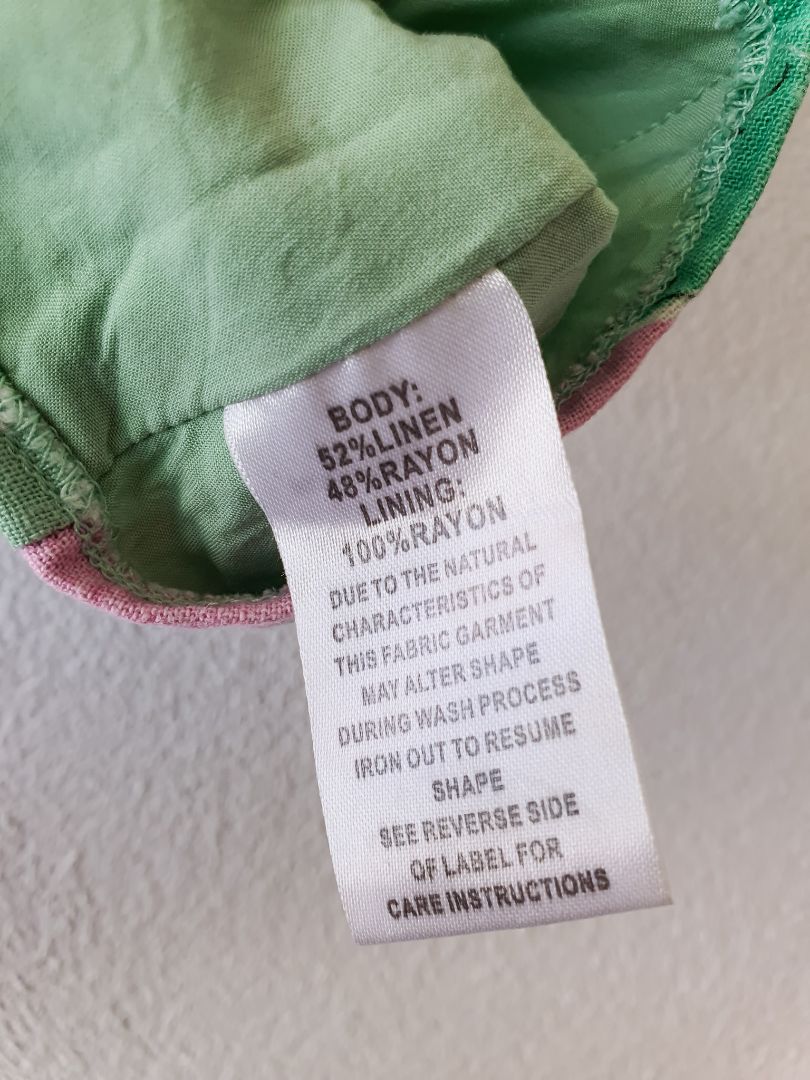 BODY:
52%LINEN
48%RAYON
LINING:
100%RAYON
DUE TO THE NATURAL
CHARACTERISTICS OF
THIS FABRIC GARMENT
MAY ALTER SHAPE
DURING WASH PROCESS
IRON OUT TO RESUME
SHAPE
SEE REVERSE SIDE
OF LABEL FOR
CARE INSTRUCTIONS